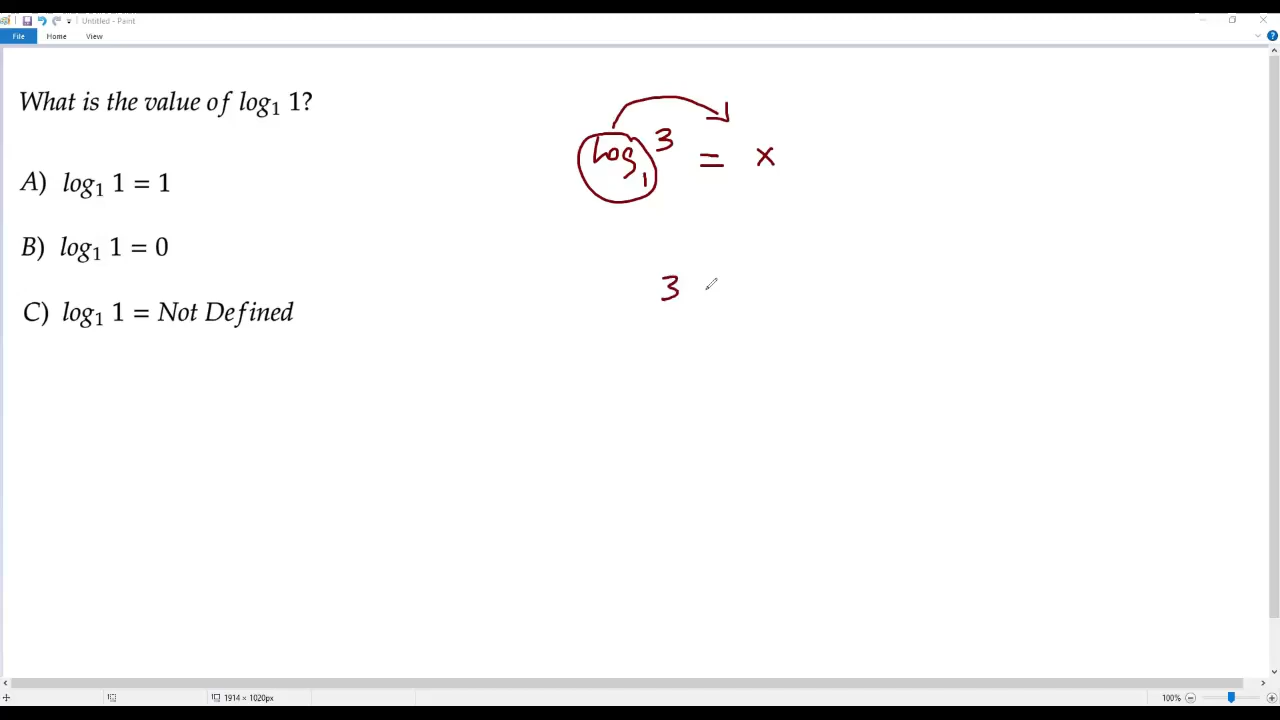 Untitled - Paint
File Home View
What is the value of log₁ 1?
A) log₁ 1 = 1
B) log₁ 1 = 0
C) log₁ 1 = Not Defined
log₁ 3 = x
3
1914 × 1020px
100%